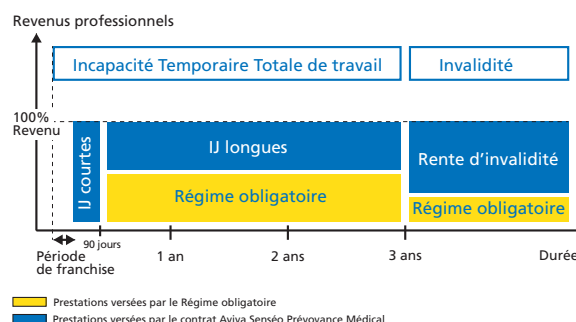 Revenus professionnels
Incapacité Temporaire Totale de travail
Invalidité
100%
Revenu
IJ courtes
IJ longues
Rente d'invalidité
Régime obligatoire
Régime obligatoire
90 jours
1 an
2 ans
3 ans
Durée
Période
de franchise
Prestations versées par le Régime obligatoire
Prestations versées par le contrat Aviva Senséo Prévoyance Médical